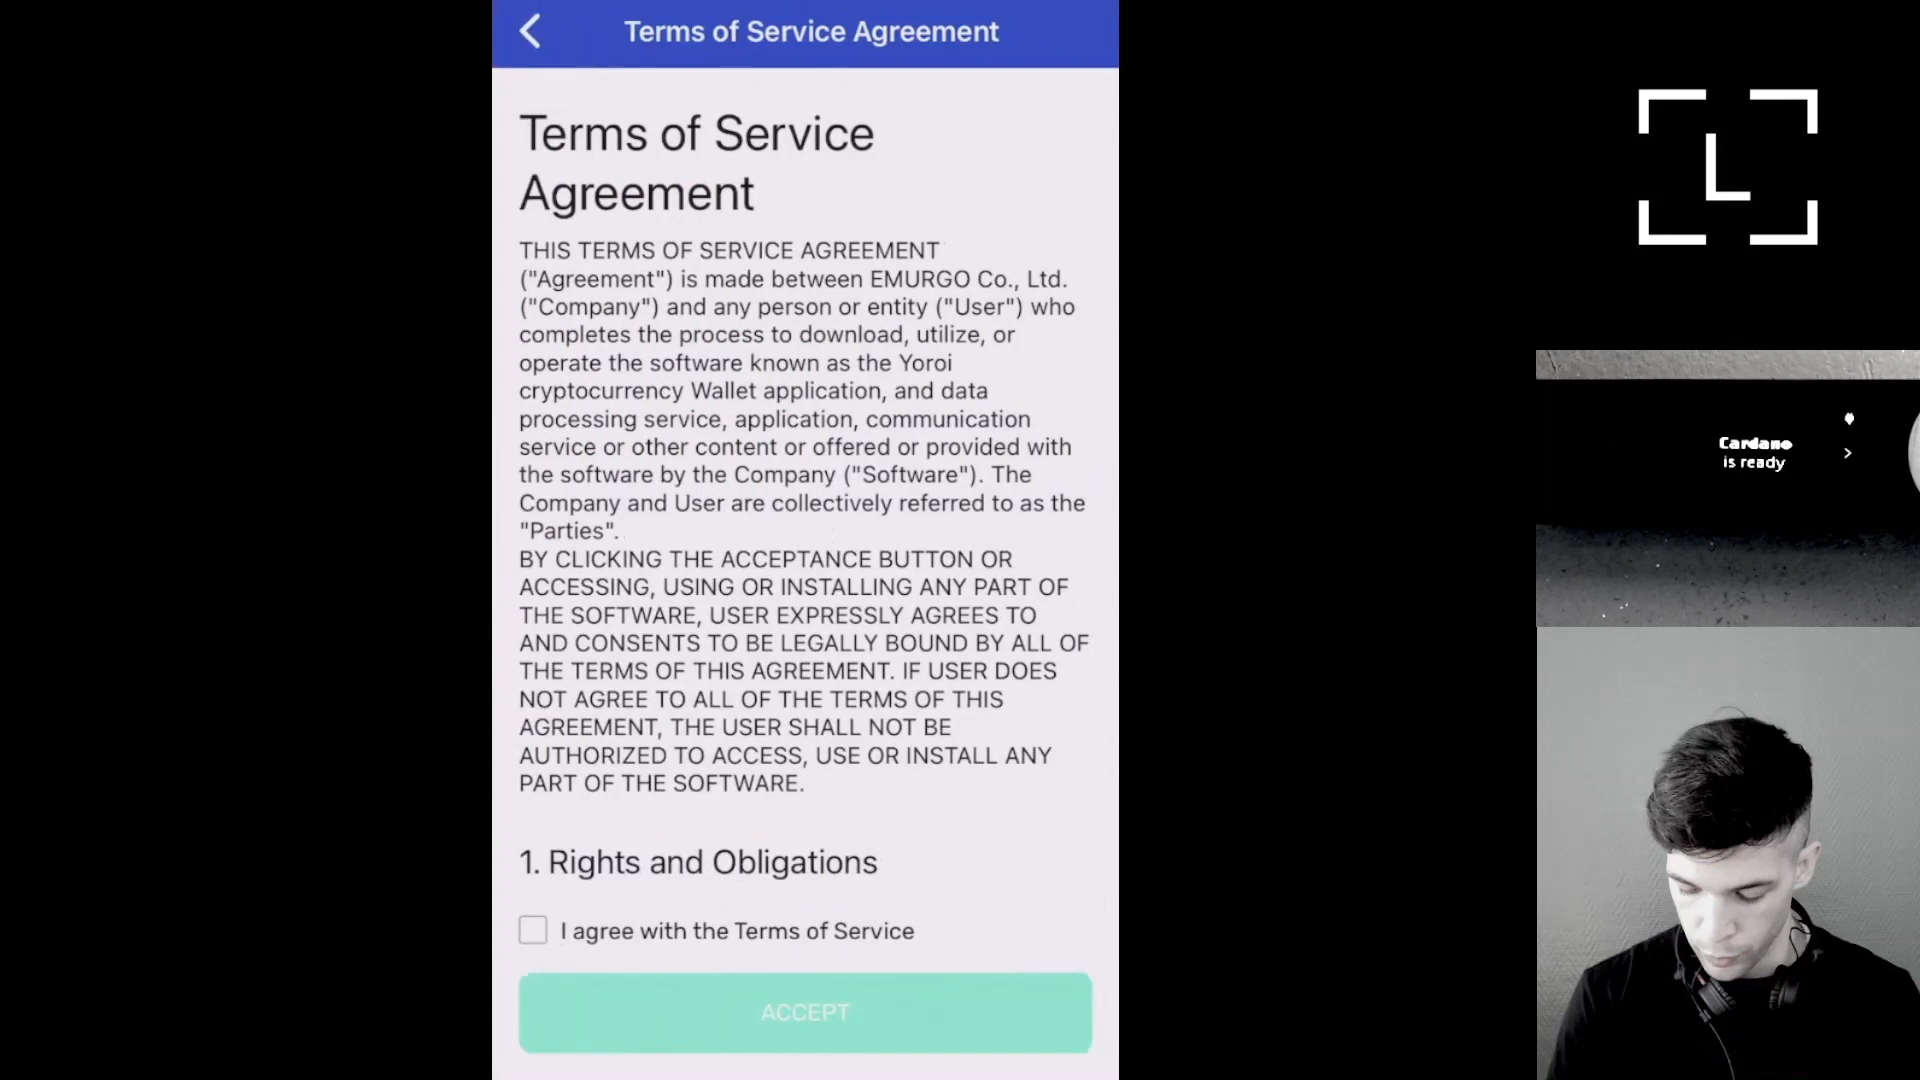 Terms of Service Agreement
Terms of Service
Agreement
THIS TERMS OF SERVICE AGREEMENT
("Agreement") is made between EMURGO Co., Ltd.
("Company") and any person or entity ("User") who
completes the process to download, utilize, or
operate the software known as the Yoroi
cryptocurrency Wallet application, and data
processing service, application, communication
service or other content or offered or provided with
the software by the Company ("Software"). The
Company and User are collectively referred to as the
"Parties".
BY CLICKING THE ACCEPTANCE BUTTON OR
ACCESSING, USING OR INSTALLING ANY PART OF
THE SOFTWARE, USER EXPRESSLY AGREES TO
AND CONSENTS TO BE LEGALLY BOUND BY ALL OF
THE TERMS OF THIS AGREEMENT. IF USER DOES
NOT AGREE TO ALL OF THE TERMS OF THIS
AGREEMENT, THE USER SHALL NOT BE
AUTHORIZED TO ACCESS, USE OR INSTALL ANY
PART OF THE SOFTWARE.
1. Rights and Obligations
I agree with the Terms of Service
ACCEPT
L
Cardano
is ready